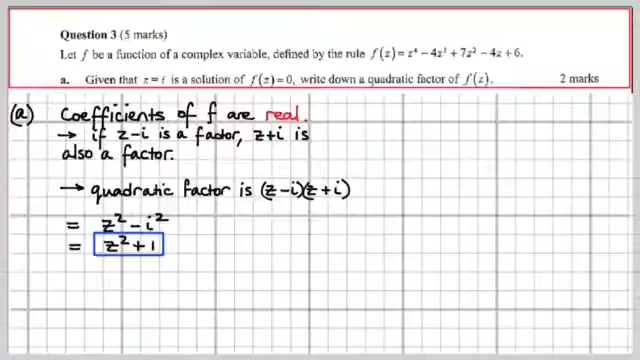 Question 3 (5 marks)
Let f be a function of a complex variable, defined by the rule f(z) = z⁴ − 4z³ + 7z² − 4z + 6.
a. Given that z = i is a solution of f(z) = 0, write down a quadratic factor of f(z). 2 marks
(a) Coefficients of f are real.
→ if z−i is a factor, z+i is
also a factor.
→ quadratic factor is (z−i)(z+i)
= z² − i²
= z² + 1